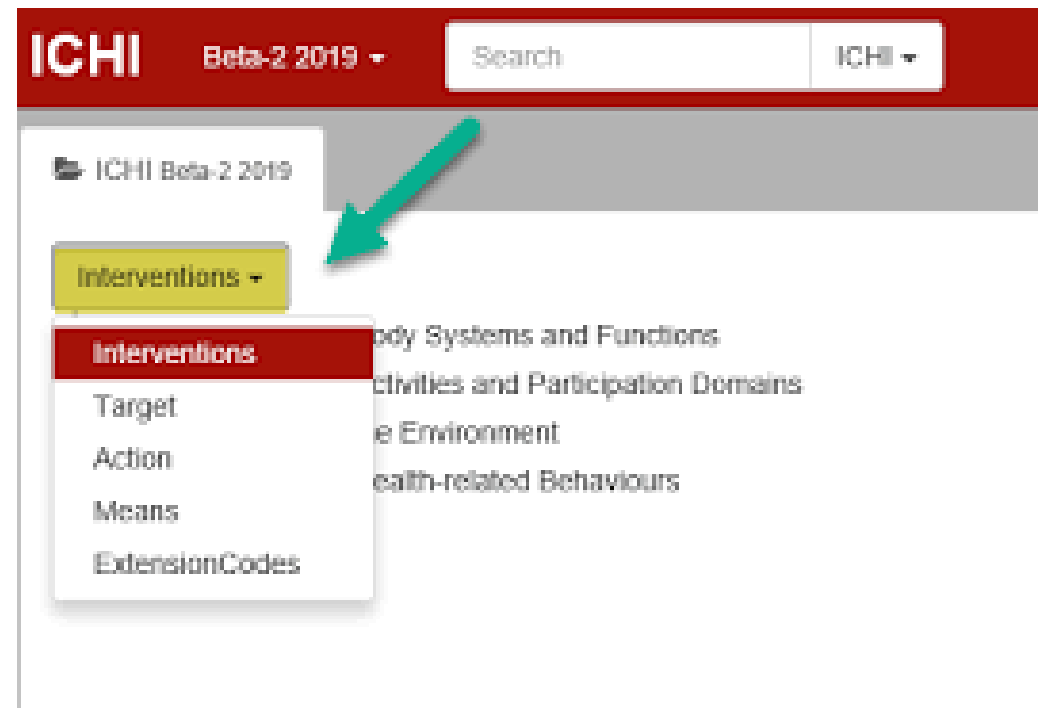 ICHI Beta-2 2019 Search ICHI
ICHI Beta-2 2019
Interventions
ody Systems and Functions
Interventions
ctivities and Participation Domains
Target
e Environment
Action
ealth-related Behaviours
Means
ExtensionCodes